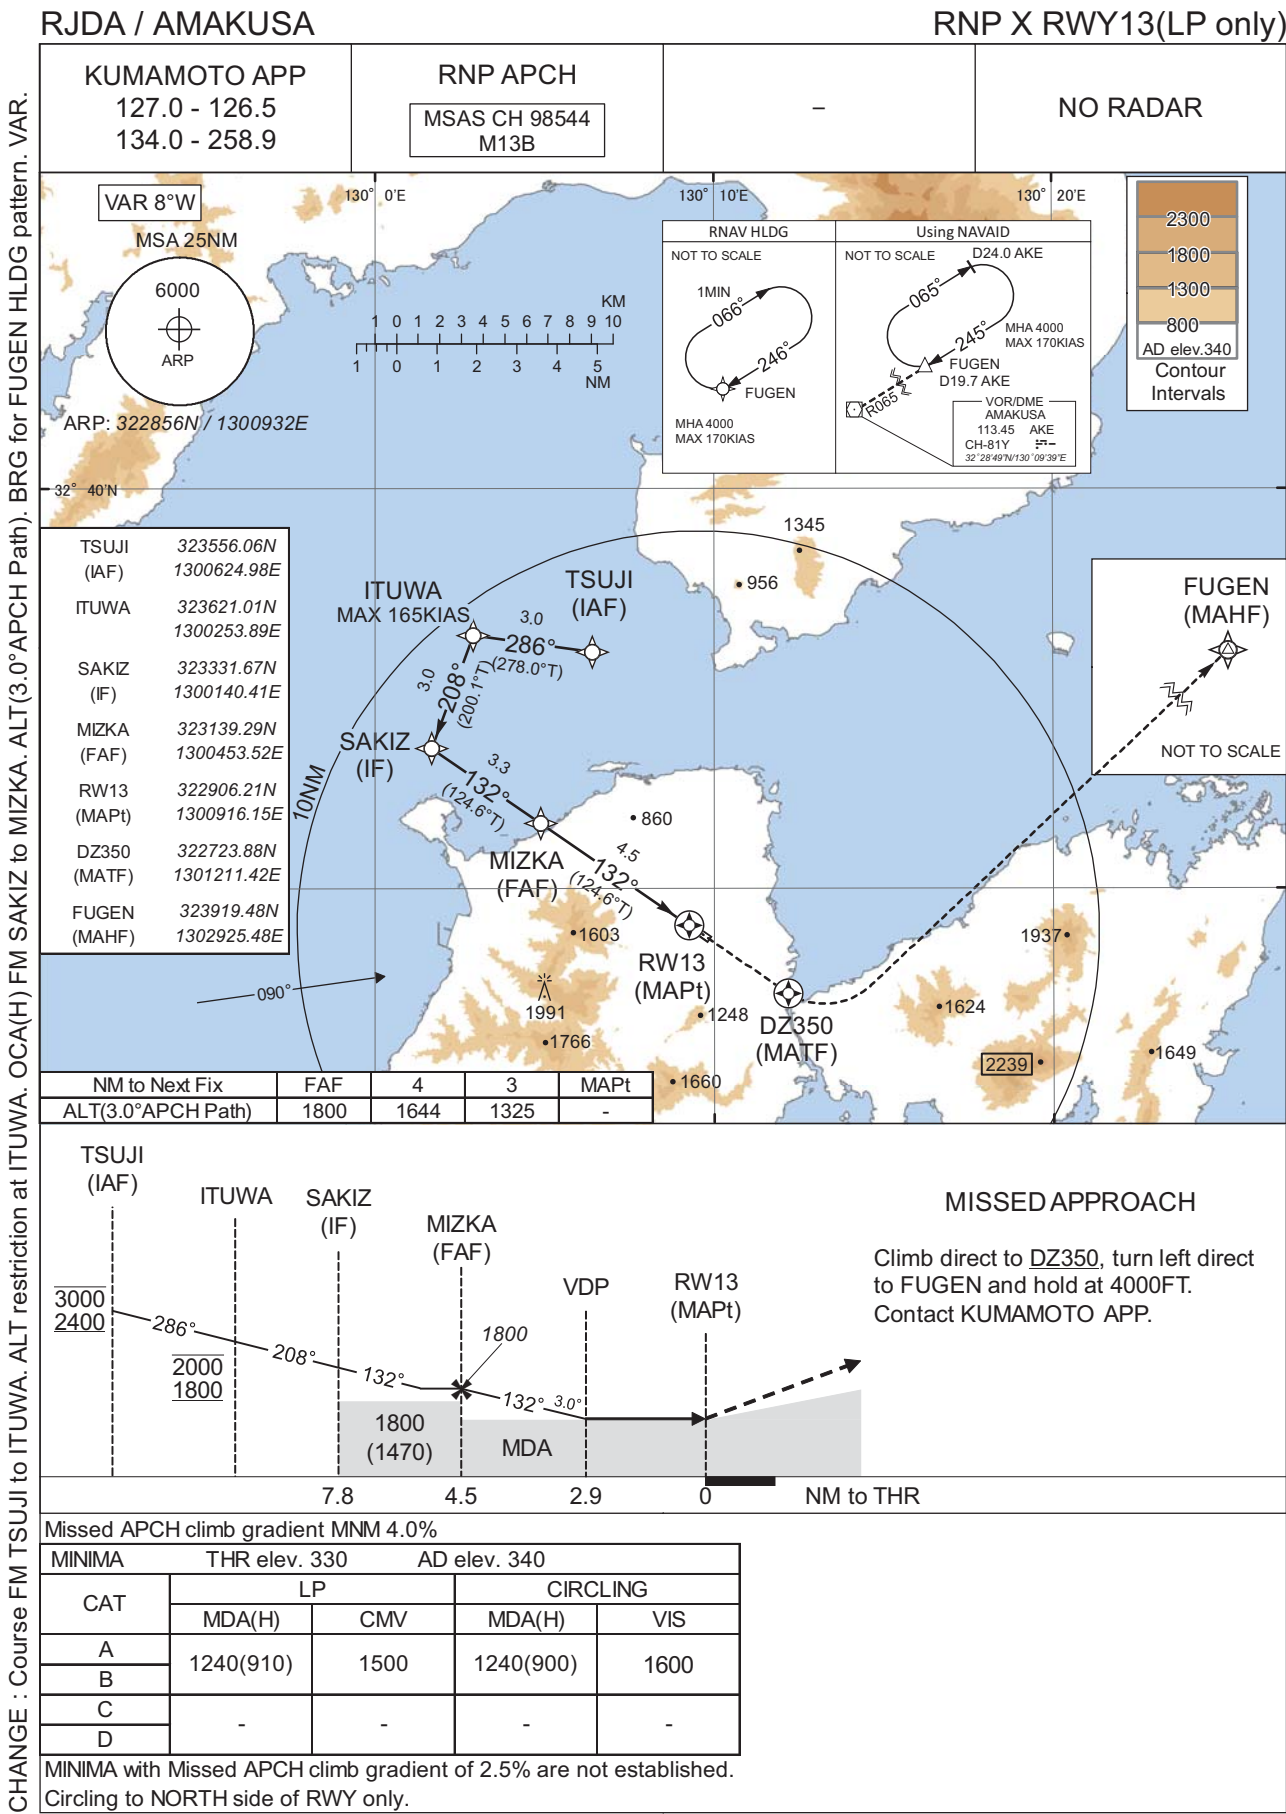 RJDA / AMAKUSA
RNP X RWY13(LP only)
KUMAMOTO APP
127.0 - 126.5
134.0 - 258.9
RNP APCH
MSAS CH 98544
M13B
–
NO RADAR
CHANGE : Course FM TSUJI to ITUWA. ALT restriction at ITUWA. OCA(H) FM SAKIZ to MIZKA. ALT(3.0°APCH Path). BRG for FUGEN HLDG pattern. VAR.
VAR 8°W
MSA 25NM
6000
ARP
ARP: 322856N / 1300932E
130° 0'E
130° 10'E
130° 20'E
32° 40'N
KM
1 0 1 2 3 4 5 6 7 8 9 10
1 0 1 2 3 4 5
NM
RNAV HLDG
NOT TO SCALE
1MIN
066°
246°
FUGEN
MHA 4000
MAX 170KIAS
Using NAVAID
NOT TO SCALE
D24.0 AKE
065°
245°
MHA 4000
MAX 170KIAS
FUGEN
D19.7 AKE
R065
VOR/DME
AMAKUSA
113.45 AKE
CH-81Y
32°28'49"N/130°09'39"E
2300
1800
1300
800
AD elev.340
Contour
Intervals
TSUJI 323556.06N
(IAF) 1300624.98E
ITUWA 323621.01N
1300253.89E
SAKIZ 323331.67N
(IF) 1300140.41E
MIZKA 323139.29N
(FAF) 1300453.52E
RW13 322906.21N
(MAPt) 1300916.15E
DZ350 322723.88N
(MATF) 1301211.42E
FUGEN 323919.48N
(MAHF) 1302925.48E
ITUWA
MAX 165KIAS
TSUJI
(IAF)
3.0
286°
(278.0°T)
3.0
208°
(200.1°T)
SAKIZ
(IF)
3.3
132°
(124.6°T)
10NM
MIZKA
(FAF)
4.5
132°
(124.6°T)
RW13
(MAPt)
DZ350
(MATF)
1345
956
860
1603
1991
1766
1248
1660
1937
1624
2239
1649
090°
FUGEN
(MAHF)
NOT TO SCALE
NM to Next Fix FAF 4 3 MAPt
ALT(3.0°APCH Path) 1800 1644 1325 -
TSUJI
(IAF)
ITUWA
SAKIZ
(IF)
MIZKA
(FAF)
VDP
RW13
(MAPt)
3000
2400
286°
2000
1800
208°
132°
1800
132° 3.0°
1800
(1470)
MDA
7.8 4.5 2.9 0 NM to THR
MISSED APPROACH
Climb direct to DZ350, turn left direct
to FUGEN and hold at 4000FT.
Contact KUMAMOTO APP.
Missed APCH climb gradient MNM 4.0%
MINIMA THR elev. 330 AD elev. 340
CAT LP CIRCLING
MDA(H) CMV MDA(H) VIS
A
B
1240(910) 1500 1240(900) 1600
C
D
- - - -
MINIMA with Missed APCH climb gradient of 2.5% are not established.
Circling to NORTH side of RWY only.